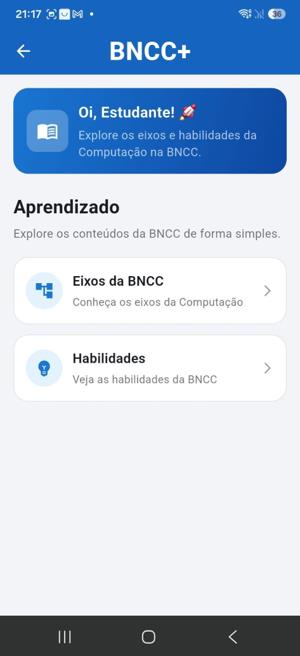 21:17
36
BNCC+
Oi, Estudante! 🚀
Explore os eixos e habilidades da
Computação na BNCC.
Aprendizado
Explore os conteúdos da BNCC de forma simples.
Eixos da BNCC
Conheça os eixos da Computação
Habilidades
Veja as habilidades da BNCC